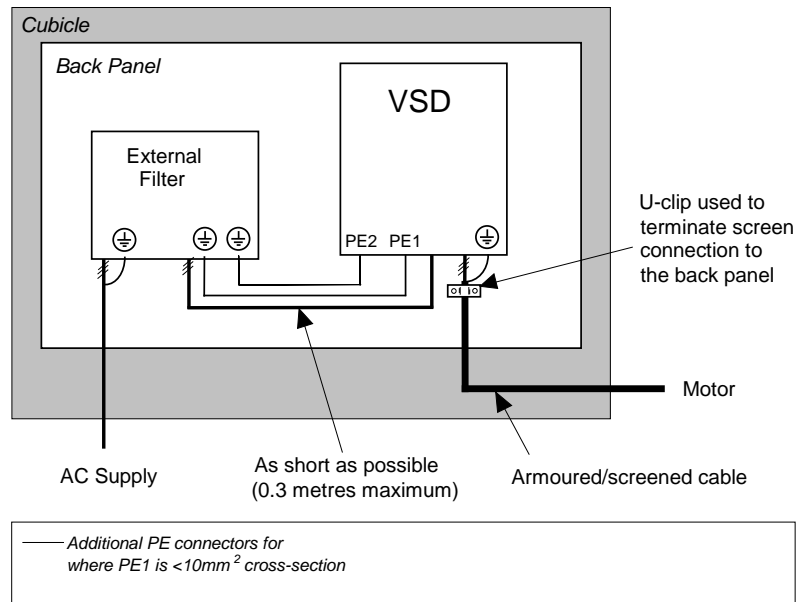 Cubicle
Back Panel
VSD
External
Filter
PE2 PE1
U-clip used to
terminate screen
connection to
the back panel
Motor
AC Supply
As short as possible
(0.3 metres maximum)
Armoured/screened cable
Additional PE connectors for
where PE1 is <10mm² cross-section